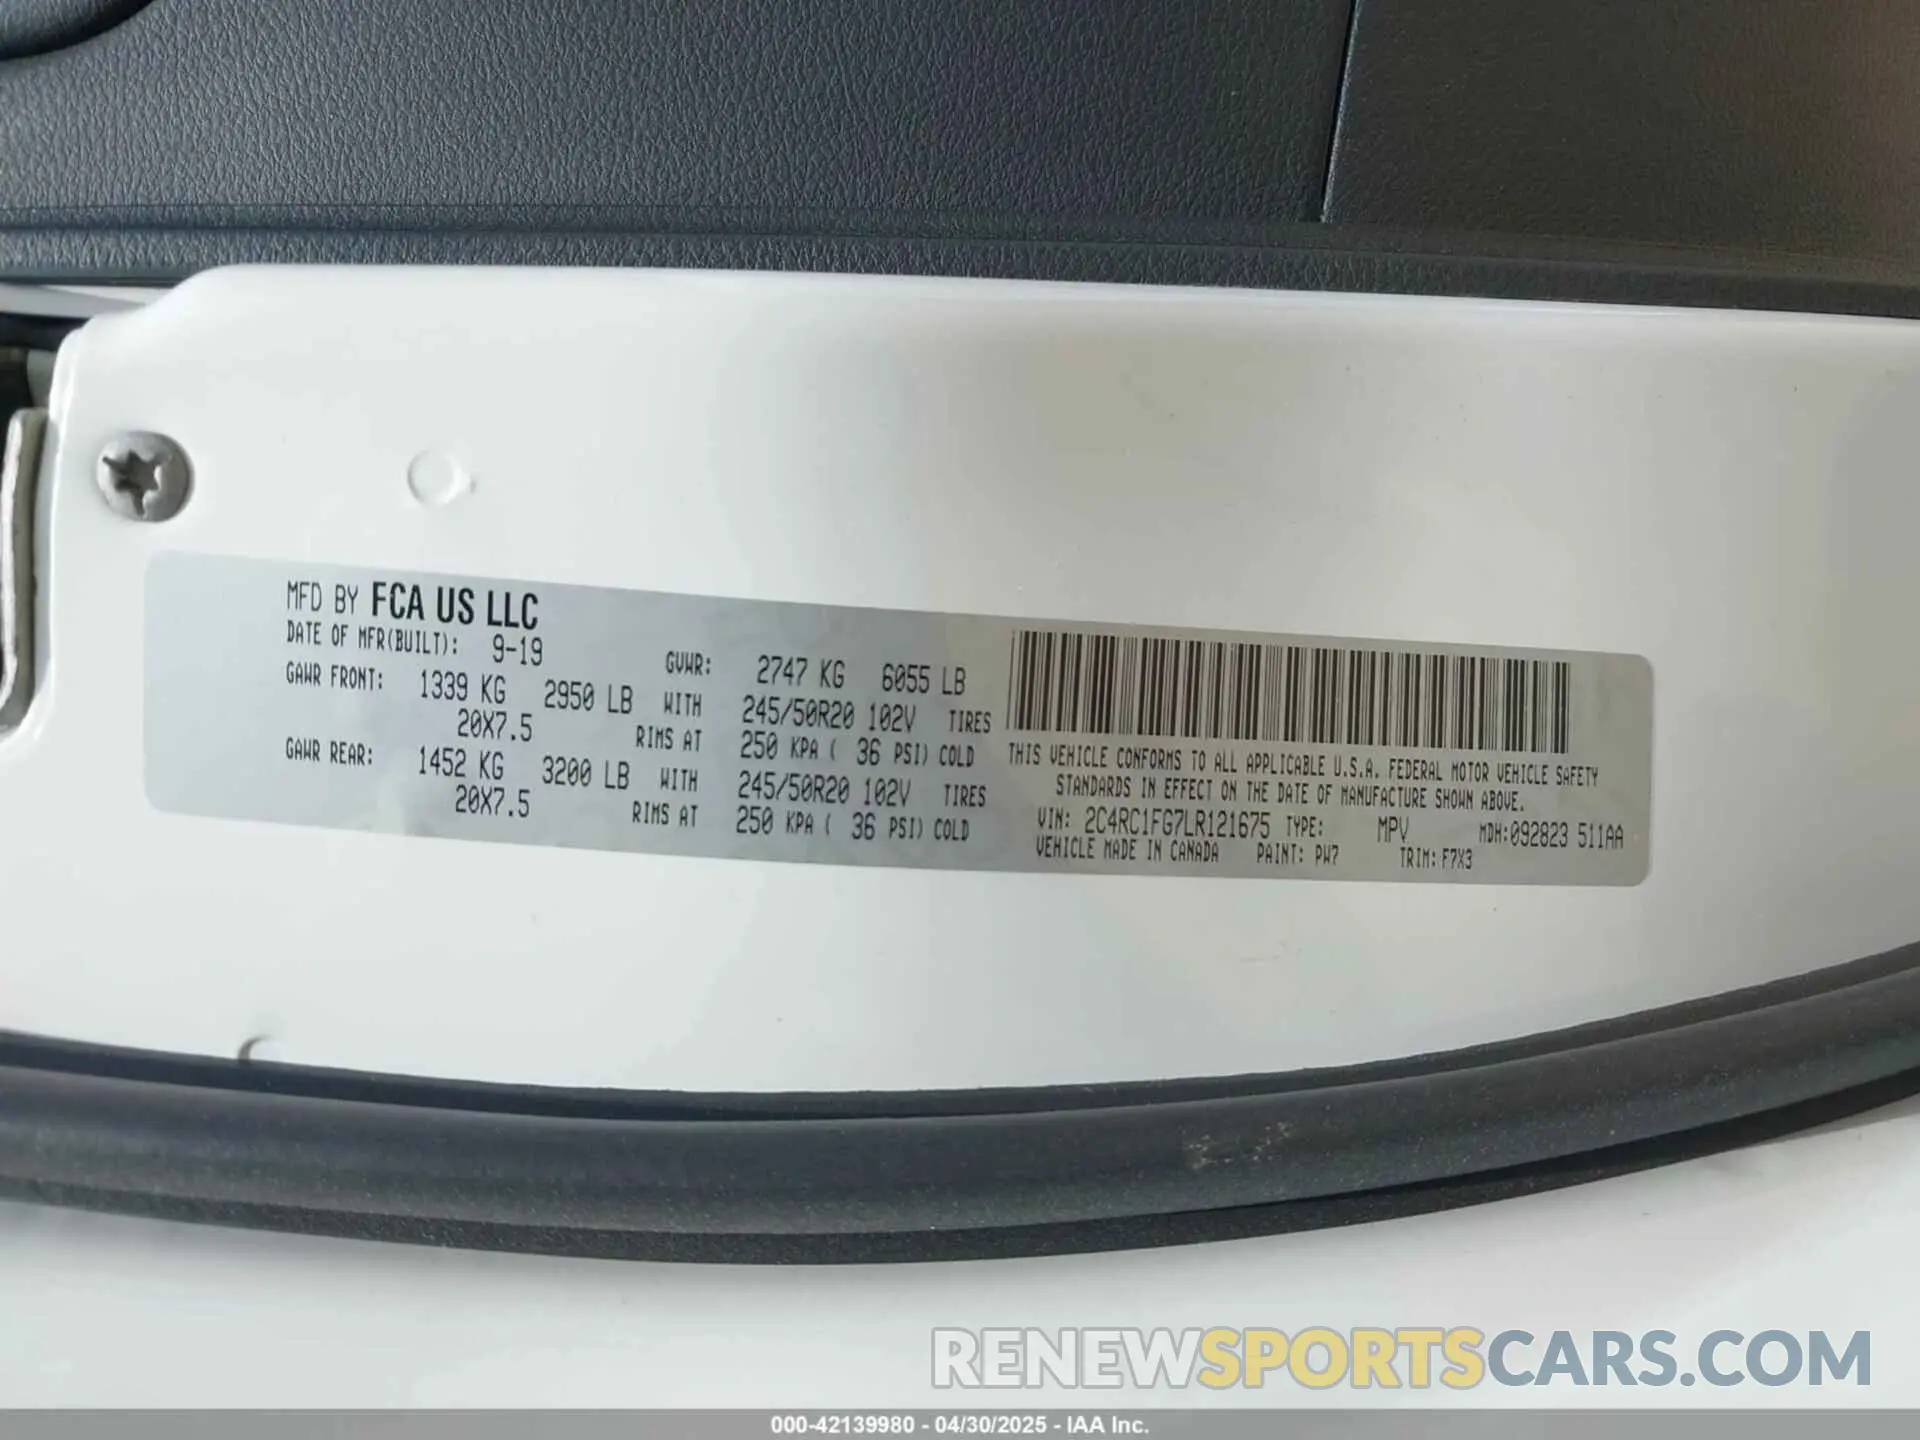 MFD BY FCA US LLC
DATE OF MFR(BUILT): 9-19
GVWR: 2747 KG 6055 LB
GAWR FRONT: 1339 KG 2950 LB WITH 245/50R20 102V TIRES
20X7.5 RIMS AT 250 KPA ( 36 PSI) COLD
GAWR REAR: 1452 KG 3200 LB WITH 245/50R20 102V TIRES
20X7.5 RIMS AT 250 KPA ( 36 PSI) COLD
THIS VEHICLE CONFORMS TO ALL APPLICABLE U.S.A. FEDERAL MOTOR VEHICLE SAFETY
STANDARDS IN EFFECT ON THE DATE OF MANUFACTURE SHOWN ABOVE.
VIN: 2C4RC1FG7LR121675 TYPE: MPV MDH:092823 511AA
VEHICLE MADE IN CANADA PAINT: PW7 TRIM: F7X3
RENEWSPORTSCARS.COM
000-42139980 - 04/30/2025 - IAA Inc.